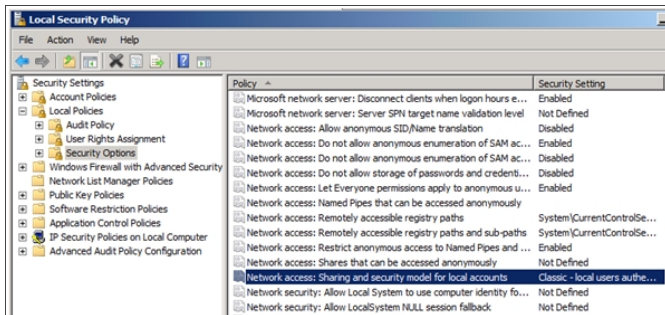 Local Security Policy
File Action View Help
Security Settings
Account Policies
Local Policies
Audit Policy
User Rights Assignment
Security Options
Windows Firewall with Advanced Security
Network List Manager Policies
Public Key Policies
Software Restriction Policies
Application Control Policies
IP Security Policies on Local Computer
Advanced Audit Policy Configuration
Policy Security Setting
Microsoft network server: Disconnect clients when logon hours e... Enabled
Microsoft network server: Server SPN target name validation level Not Defined
Network access: Allow anonymous SID/Name translation Disabled
Network access: Do not allow anonymous enumeration of SAM ac... Enabled
Network access: Do not allow anonymous enumeration of SAM ac... Disabled
Network access: Do not allow storage of passwords and credenti... Disabled
Network access: Let Everyone permissions apply to anonymous u... Enabled
Network access: Named Pipes that can be accessed anonymously
Network access: Remotely accessible registry paths System\CurrentControlSe...
Network access: Remotely accessible registry paths and sub-paths System\CurrentControlSe...
Network access: Restrict anonymous access to Named Pipes and ... Enabled
Network access: Shares that can be accessed anonymously Not Defined
Network access: Sharing and security model for local accounts Classic - local users authe...
Network security: Allow Local System to use computer identity fo... Not Defined
Network security: Allow LocalSystem NULL session fallback Not Defined